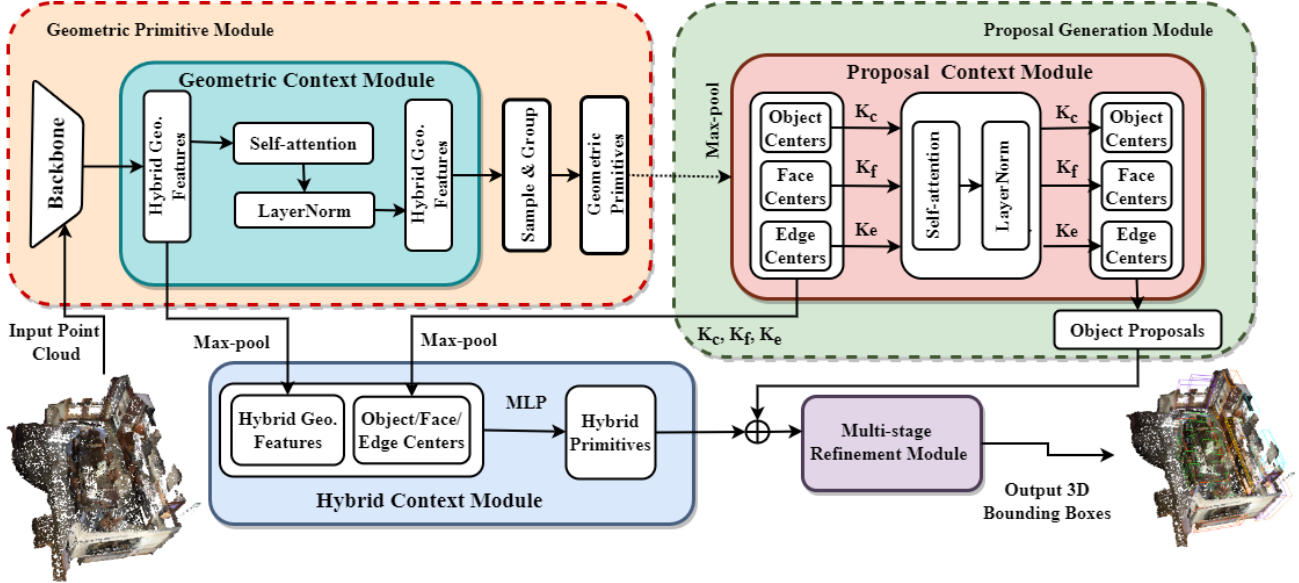 Geometric Primitive Module
Geometric Context Module
Backbone
Hybrid Geo.
Features
Self-attention
LayerNorm
Hybrid Geo.
Features
Sample & Group
Geometric
Primitives
Proposal Generation Module
Proposal Context Module
Max-pool
Object
Centers
Face
Centers
Edge
Centers
Kc
Kf
Ke
Self-attention
LayerNorm
Kc
Kf
Ke
Object
Centers
Face
Centers
Edge
Centers
Object Proposals
Kc, Kf, Ke
Input Point
Cloud
Max-pool
Max-pool
Hybrid Geo.
Features
Object/Face/
Edge Centers
MLP
Hybrid
Primitives
Hybrid Context Module
Multi-stage
Refinement Module
Output 3D
Bounding Boxes